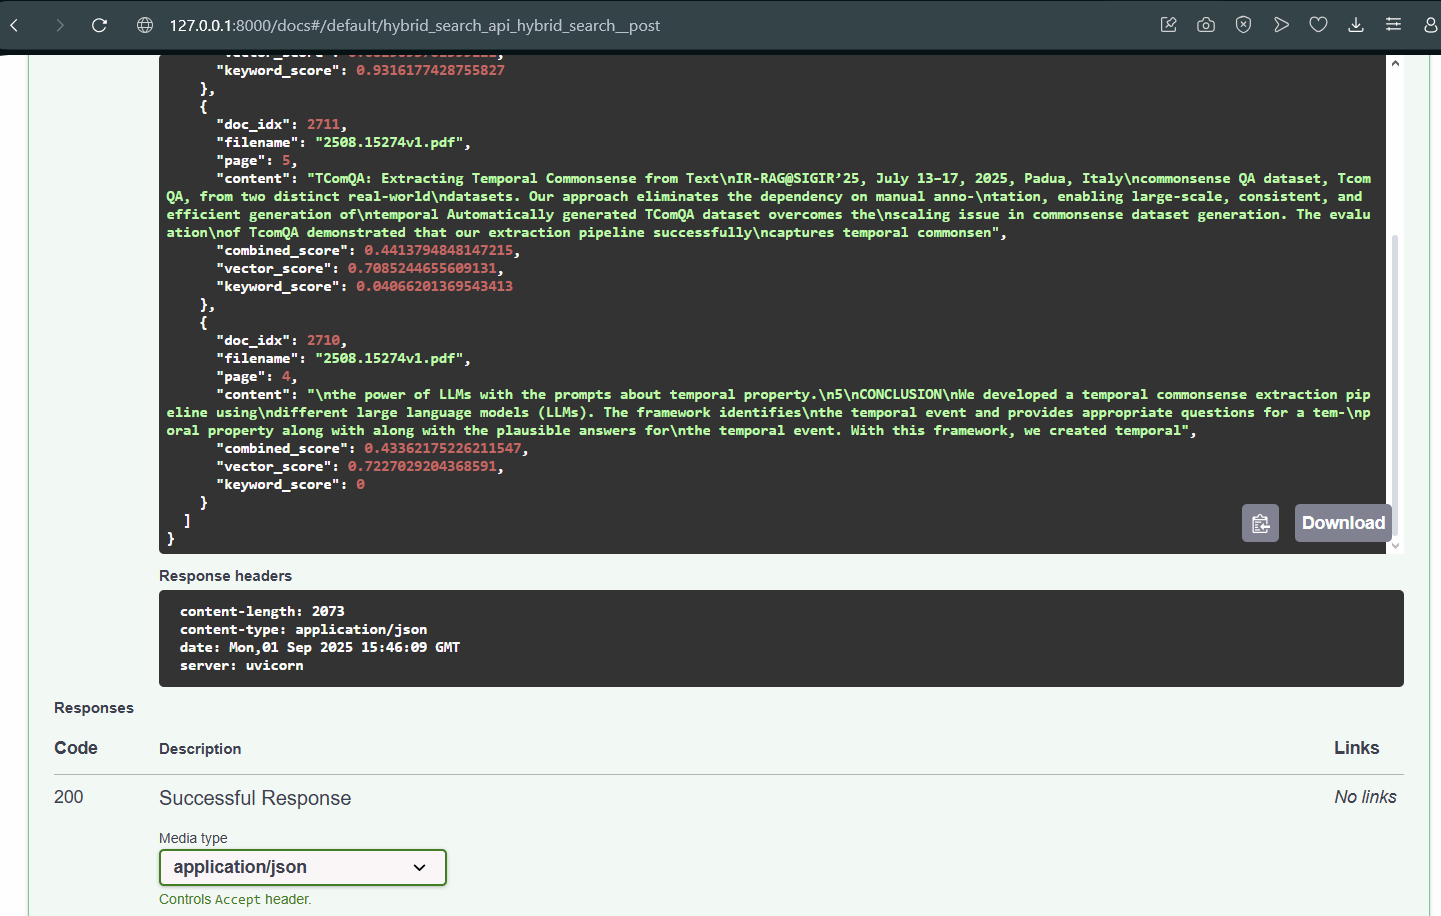 127.0.0.1:8000/docs#/default/hybrid_search_api_hybrid_search__post
"keyword_score": 0.9316177428755827
},
{
"doc_idx": 2711,
"filename": "2508.15274v1.pdf",
"page": 5,
"content": "TComQA: Extracting Temporal Commonsense from Text\nIR-RAG@SIGIR’25, July 13–17, 2025, Padua, Italy\ncommonsense QA dataset, Tcom
QA, from two distinct real-world\ndatasets. Our approach eliminates the dependency on manual anno-\ntation, enabling large-scale, consistent, and
efficient generation of\ntemporal Automatically generated TComQA dataset overcomes the\nscaling issue in commonsense dataset generation. The evalu
ation\nof TcomQA demonstrated that our extraction pipeline successfully\ncaptures temporal commonsen",
"combined_score": 0.4413794848147215,
"vector_score": 0.7085244655609131,
"keyword_score": 0.04066201369543413
},
{
"doc_idx": 2710,
"filename": "2508.15274v1.pdf",
"page": 4,
"content": "\nthe power of LLMs with the prompts about temporal property.\n5\nCONCLUSION\nWe developed a temporal commonsense extraction pip
eline using\ndifferent large language models (LLMs). The framework identifies\nthe temporal event and provides appropriate questions for a tem-\np
oral property along with along with the plausible answers for\nthe temporal event. With this framework, we created temporal",
"combined_score": 0.43362175226211547,
"vector_score": 0.7227029204368591,
"keyword_score": 0
}
]
}
Download
Response headers
content-length: 2073
content-type: application/json
date: Mon,01 Sep 2025 15:46:09 GMT
server: uvicorn
Responses
Code Description Links
200 Successful Response No links
Media type
application/json
Controls Accept header.